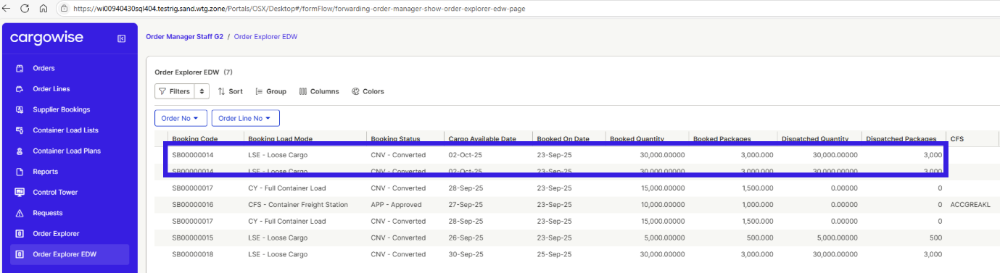 https://wi00940430sql404.testrig.sand.wtg.zone/Portals/OSX/Desktop#/formFlow/forwarding-order-manager-show-order-explorer-edw-page
cargowise
Order Manager Staff G2 / Order Explorer EDW
Orders
Order Lines
Supplier Bookings
Container Load Lists
Container Load Plans
Reports
Control Tower
Requests
Order Explorer
Order Explorer EDW
Order Explorer EDW (7)
Filters Sort Group Columns Colors
Order No Order Line No
Booking Code Booking Load Mode Booking Status Cargo Available Date Booked On Date Booked Quantity Booked Packages Dispatched Quantity Dispatched Packages CFS
SB00000014 LSE - Loose Cargo CNV - Converted 02-Oct-25 23-Sep-25 30,000.00000 3,000.000 30,000.00000 3,000
SB00000014 LSE - Loose Cargo CNV - Converted 02-Oct-25 23-Sep-25 30,000.00000 3,000.000 30,000.00000 3,000
SB00000017 CY - Full Container Load CNV - Converted 28-Sep-25 23-Sep-25 15,000.00000 1,500.000 0.00000 0
SB00000016 CFS - Container Freight Station APP - Approved 27-Sep-25 23-Sep-25 10,000.00000 1,000.000 0.00000 0 ACCGREAKL
SB00000017 CY - Full Container Load CNV - Converted 28-Sep-25 23-Sep-25 15,000.00000 1,500.000 0.00000 0
SB00000015 LSE - Loose Cargo CNV - Converted 26-Sep-25 23-Sep-25 5,000.00000 500.000 5,000.00000 500
SB00000018 LSE - Loose Cargo CNV - Converted 30-Sep-25 25-Sep-25 30,000.00000 3,000.000 30,000.00000 3,000